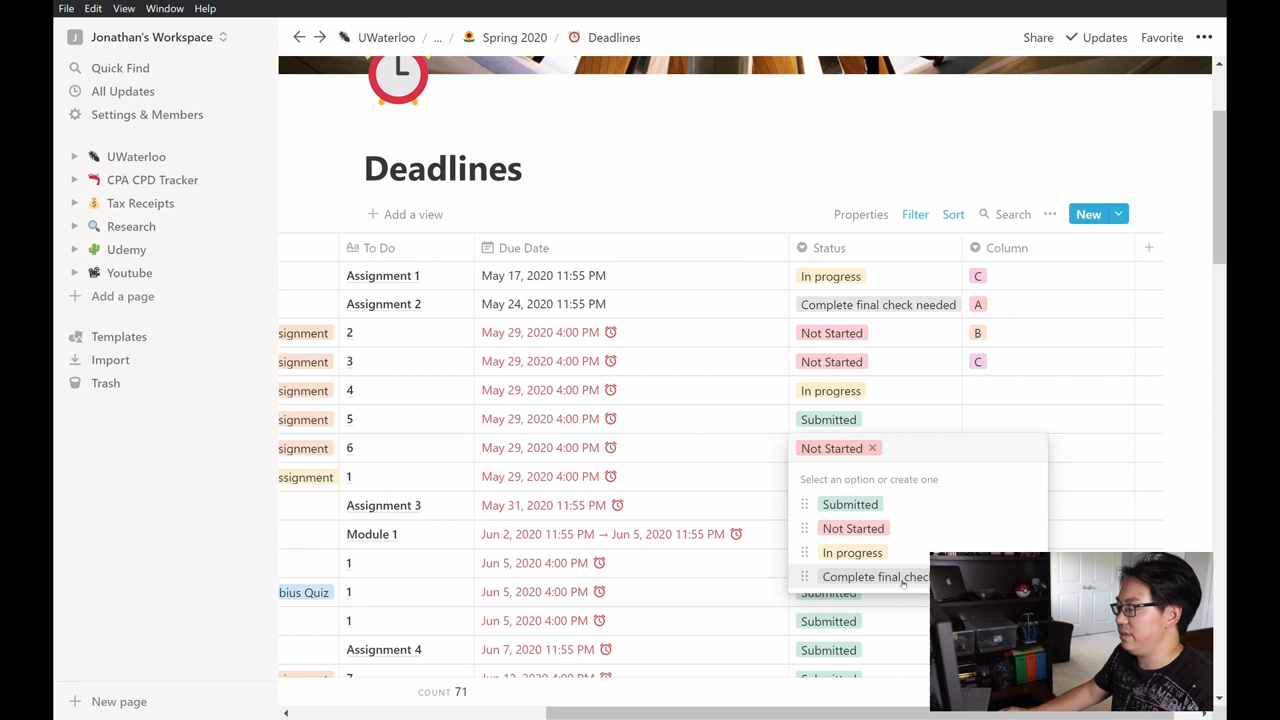 File Edit View Window Help
J Jonathan's Workspace
UWaterloo / ... / Spring 2020 / Deadlines
Share Updates Favorite •••
Quick Find
All Updates
Settings & Members
UWaterloo
CPA CPD Tracker
Tax Receipts
Research
Udemy
Youtube
Add a page
Templates
Import
Trash
New page
Deadlines
Add a view
Properties Filter Sort Search ••• New
Aa To Do Due Date Status Column
Assignment 1 May 17, 2020 11:55 PM In progress C
Assignment 2 May 24, 2020 11:55 PM Complete final check needed A
ssignment 2 May 29, 2020 4:00 PM Not Started B
ssignment 3 May 29, 2020 4:00 PM Not Started C
ssignment 4 May 29, 2020 4:00 PM In progress
ssignment 5 May 29, 2020 4:00 PM Submitted
ssignment 6 May 29, 2020 4:00 PM Not Started ×
ssignment 1 May 29, 2020 4:00 PM
Select an option or create one
Submitted
Not Started
In progress
Complete final chec
Assignment 3 May 31, 2020 11:55 PM
Module 1 Jun 2, 2020 11:55 PM → Jun 5, 2020 11:55 PM
1 Jun 5, 2020 4:00 PM
bius Quiz 1 Jun 5, 2020 4:00 PM Submitted
1 Jun 5, 2020 4:00 PM Submitted
Assignment 4 Jun 7, 2020 11:55 PM Submitted
COUNT 71